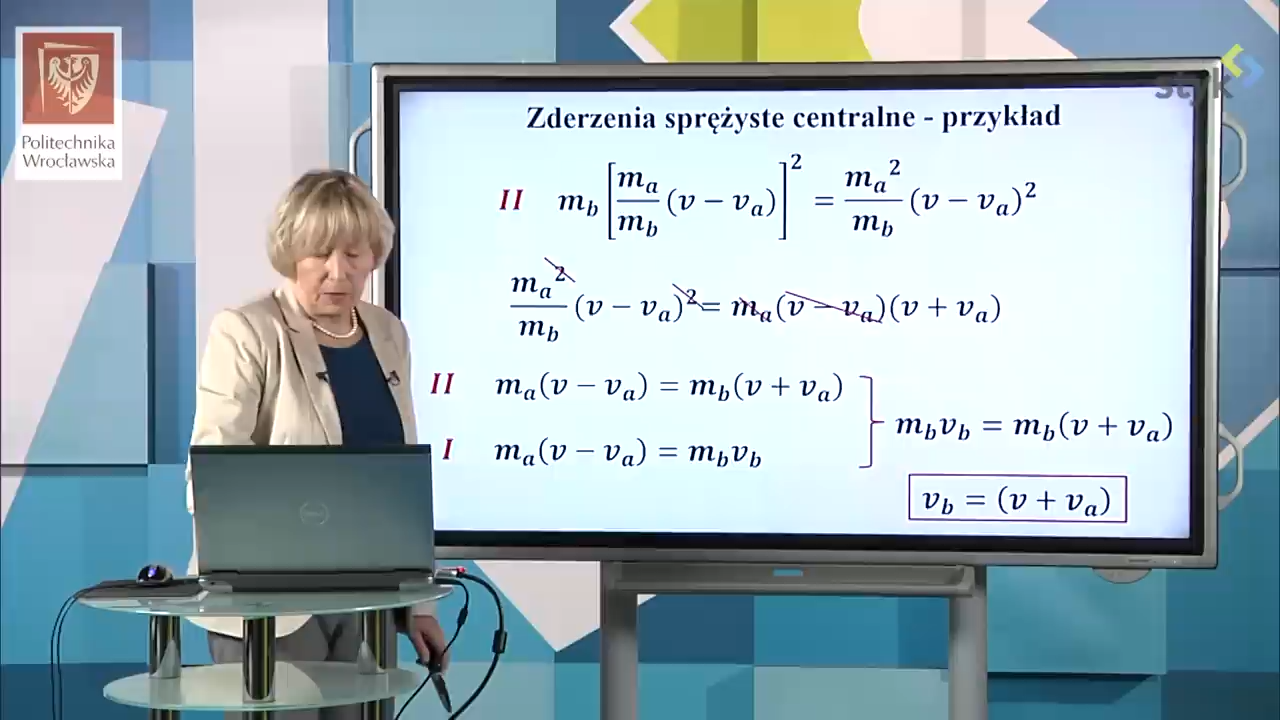 Politechnika
Wrocławska
styk
Zderzenia sprężyste centralne - przykład
II m_b [m_a/m_b (v − v_a)]^2 = m_a^2/m_b (v − v_a)^2
m_a^2/m_b (v − v_a)^2 = m_a(v − v_a)(v + v_a)
II m_a(v − v_a) = m_b(v + v_a)
I m_a(v − v_a) = m_b v_b
m_b v_b = m_b(v + v_a)
v_b = (v + v_a)